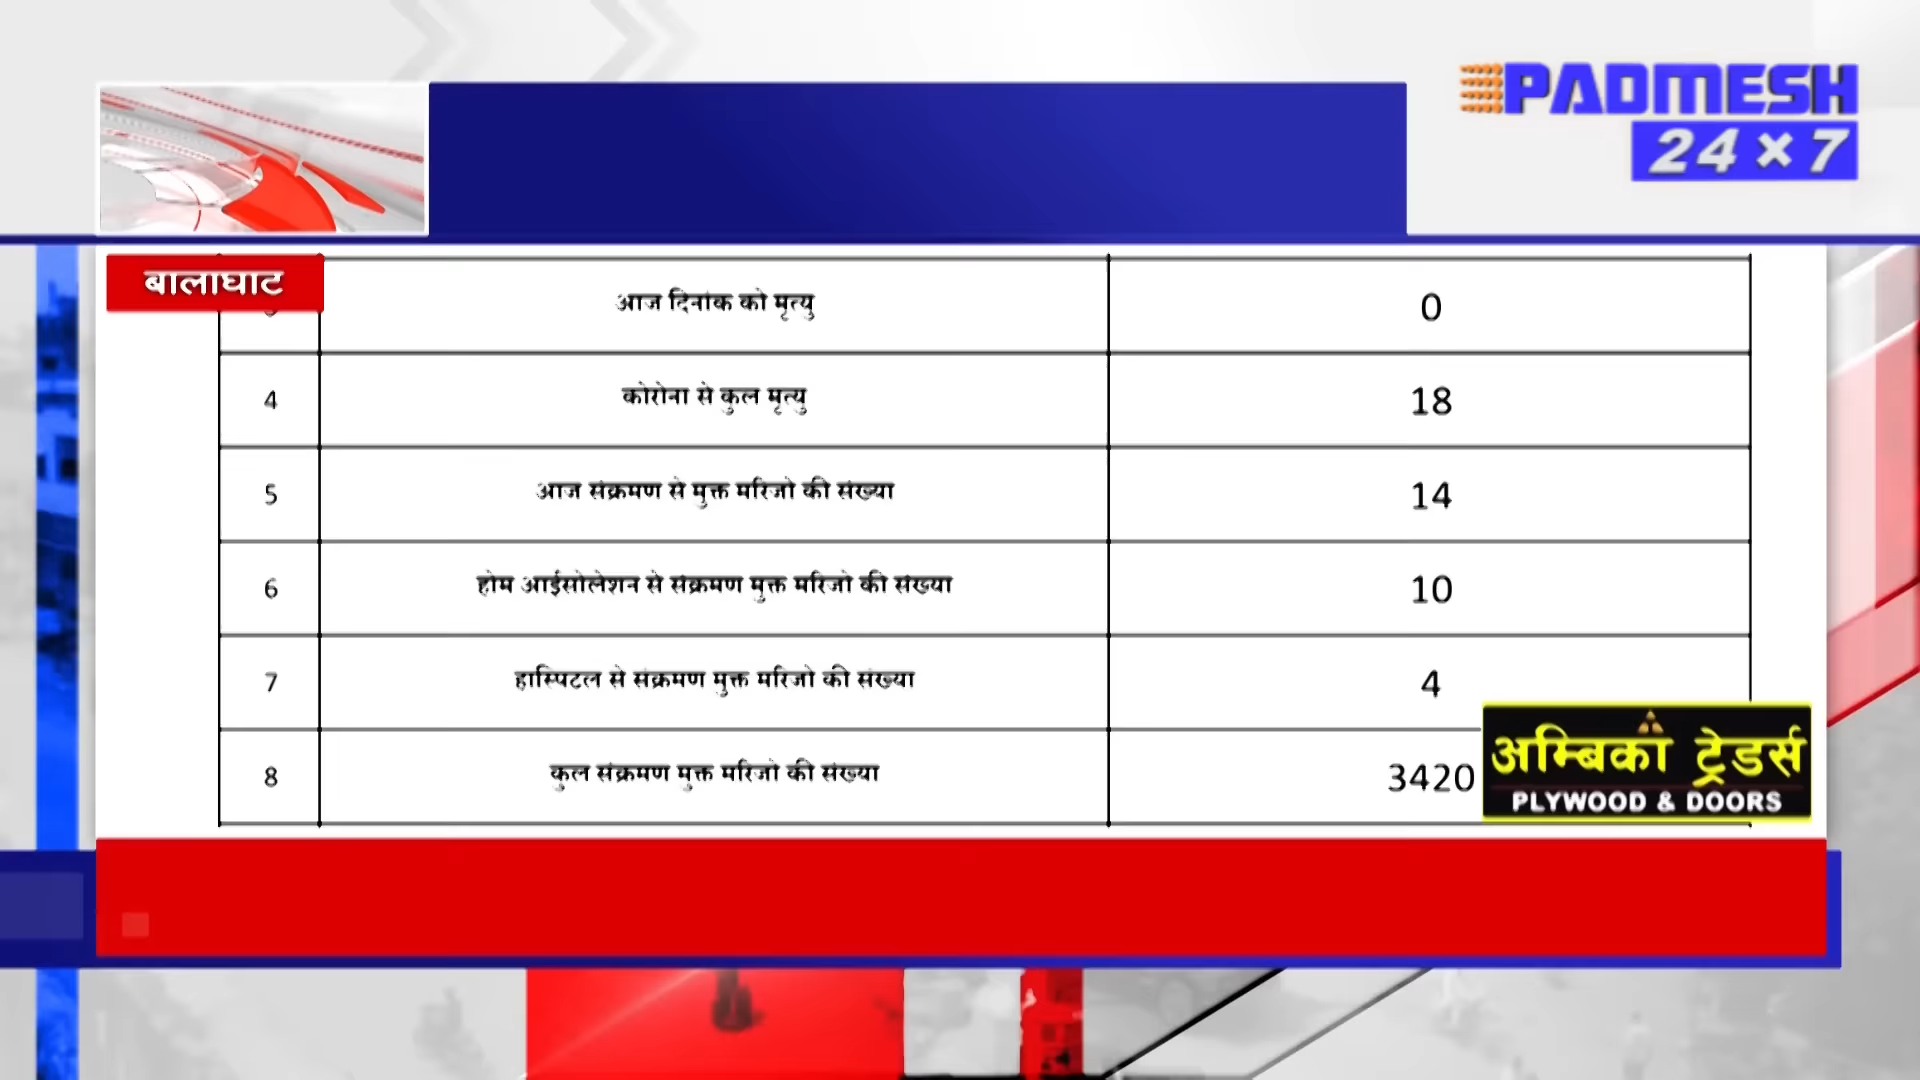 PADMESH
24×7
बालाघाट
आज दिनांक को मृत्यु 0
4 कोरोना से कुल मृत्यु 18
5 आज संक्रमण से मुक्त मरिजो की संख्या 14
6 होम आईसोलेशन से संक्रमण मुक्त मरिजो की संख्या 10
7 हास्पिटल से संक्रमण मुक्त मरिजो की संख्या 4
8 कुल संक्रमण मुक्त मरिजो की संख्या 3420
अम्बिका ट्रेडर्स
PLYWOOD & DOORS